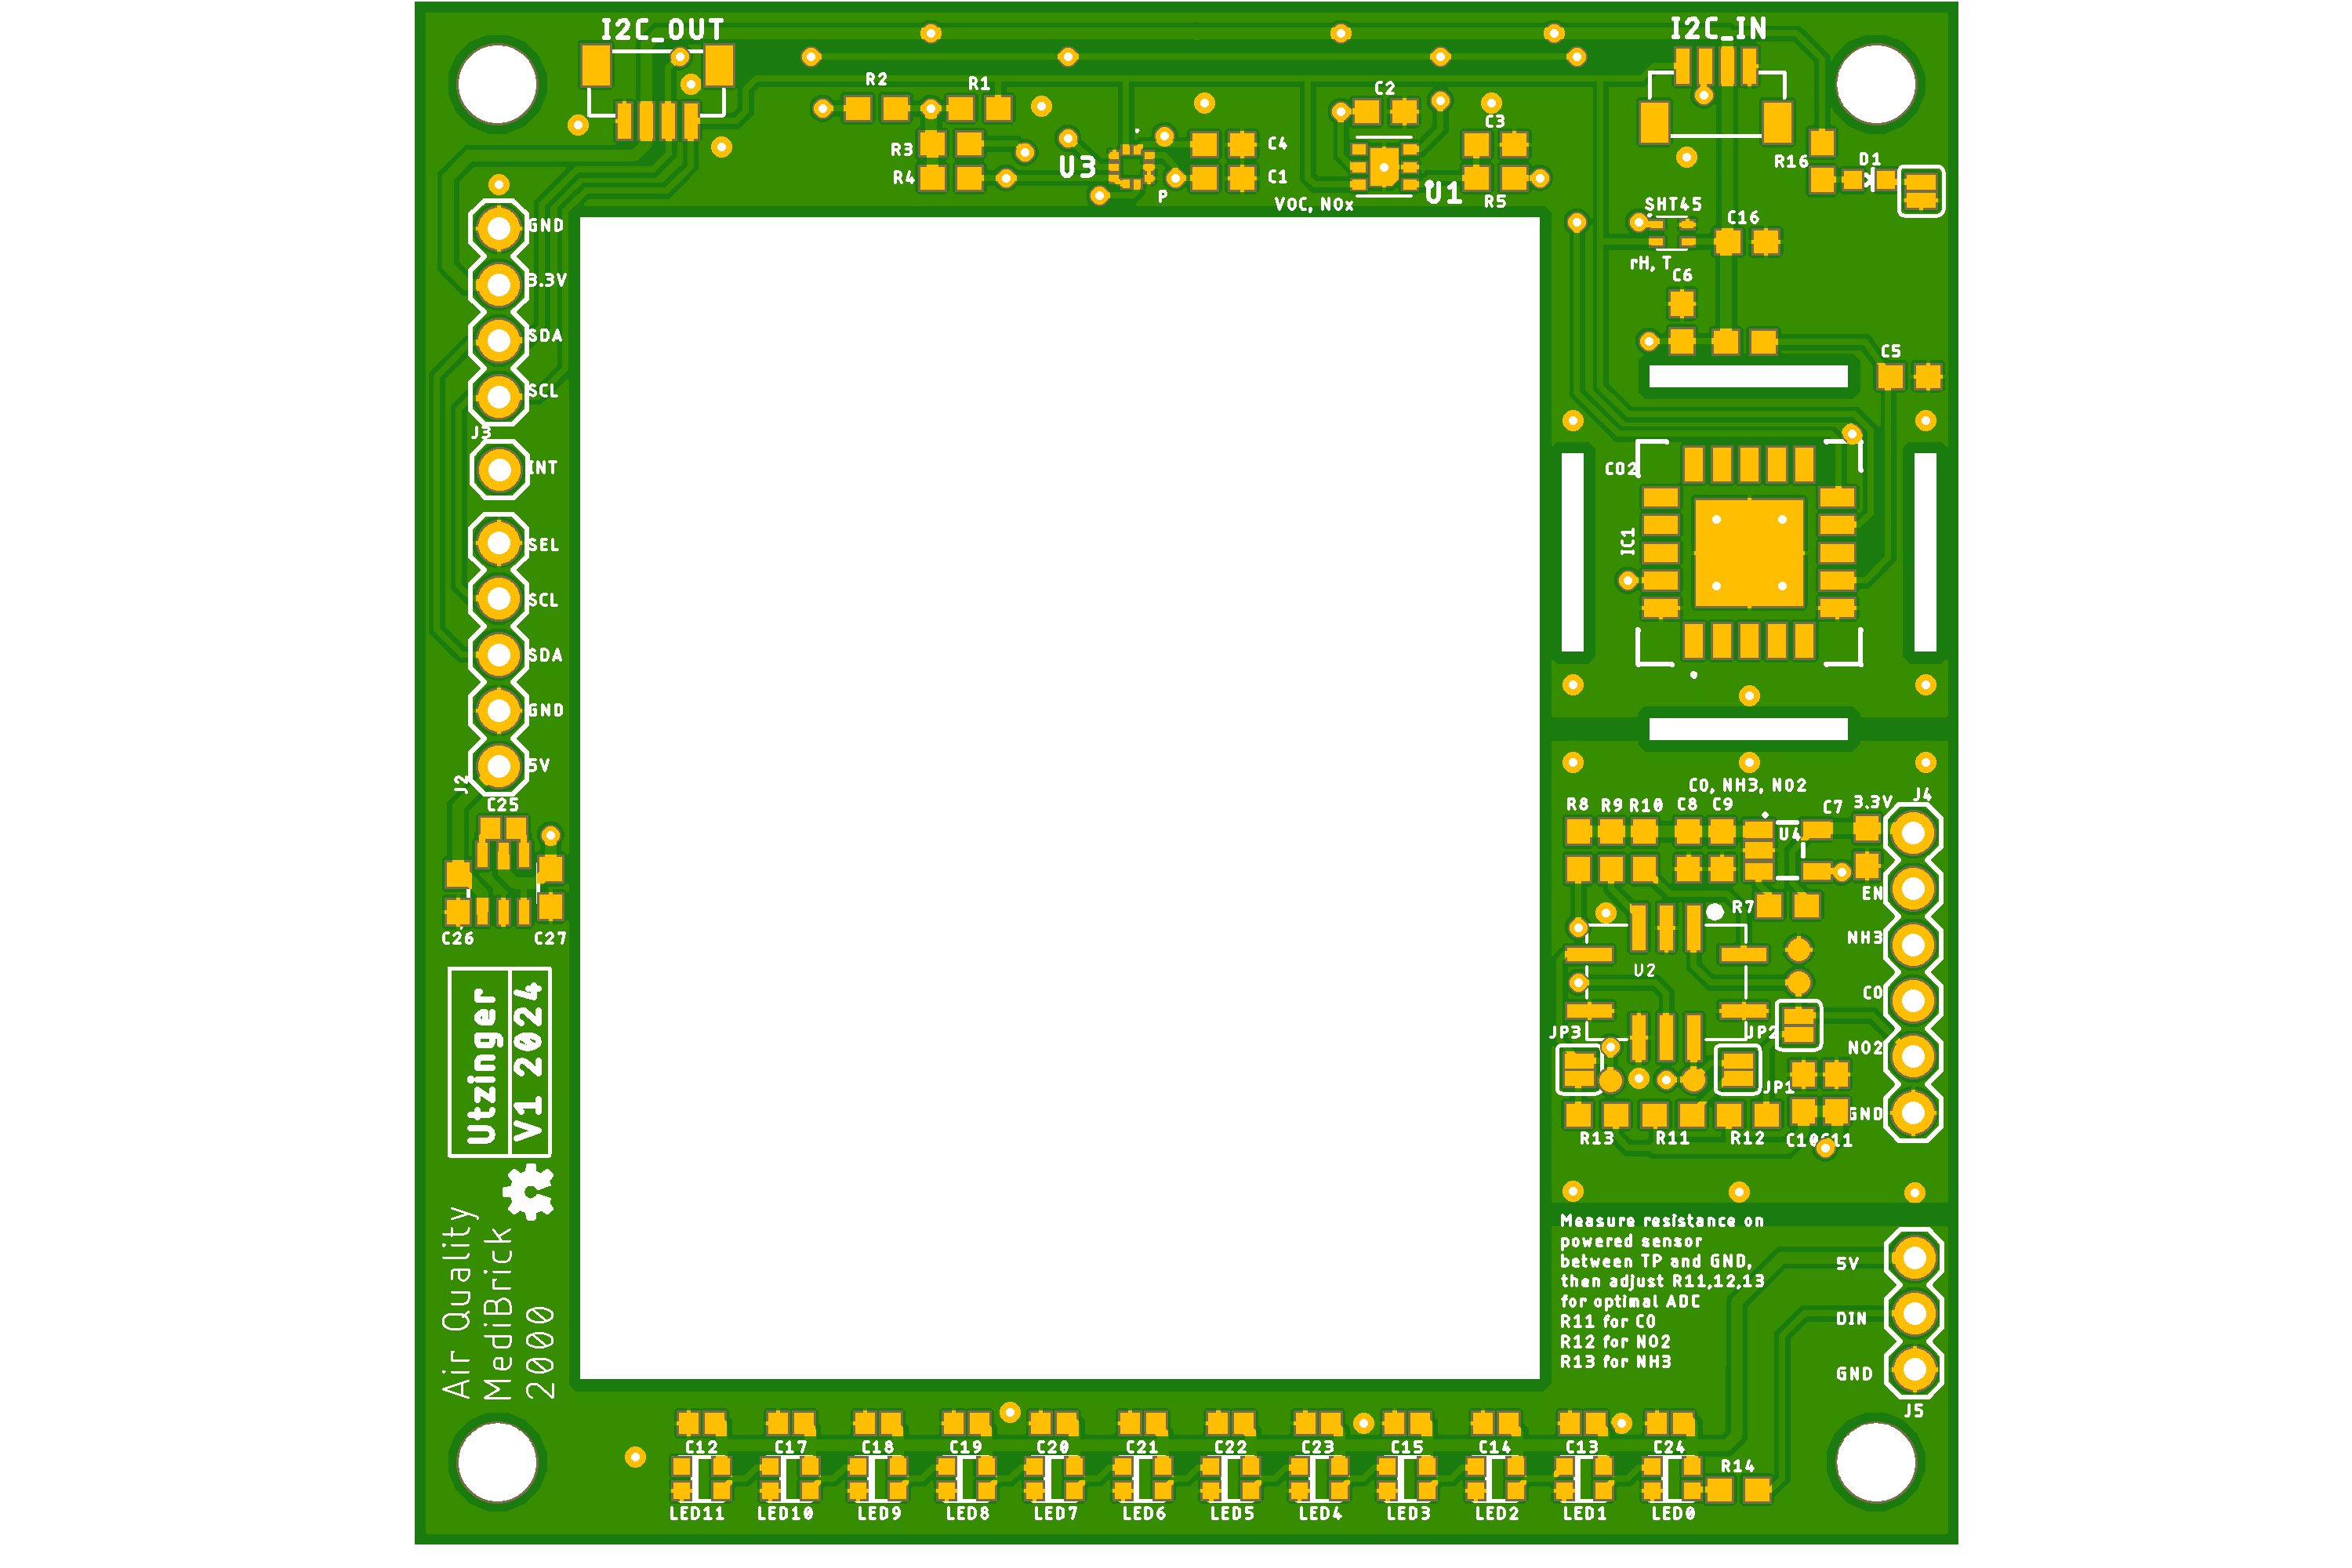 I2C_OUT
I2C_IN
R2
R1
C2
C3
R3
R4
U3
C4
C1
P
VOC, NOx
U1
R5
R16
D1
SHT45
C16
rH, T
C6
C5
GND
3.3V
SDA
SCL
J3
INT
SEL
SCL
SDA
GND
5V
J2
C25
C26
C27
CO2
IC1
CO, NH3, NO2
R8
R9
R10
C8
C9
C7
3.3V
J4
U4
EN
R7
NH3
U2
CO
JP3
JP2
NO2
JP1
GND
R13
R11
R12
C10
C11
Utzinger
V1 2024
Air Quality
MediBrick
2000
Measure resistance on
powered sensor
between TP and GND,
then adjust R11,12,13
for optimal ADC
R11 for CO
R12 for NO2
R13 for NH3
5V
DIN
GND
J5
C12
C17
C18
C19
C20
C21
C22
C23
C15
C14
C13
C24
R14
LED11
LED10
LED9
LED8
LED7
LED6
LED5
LED4
LED3
LED2
LED1
LED0